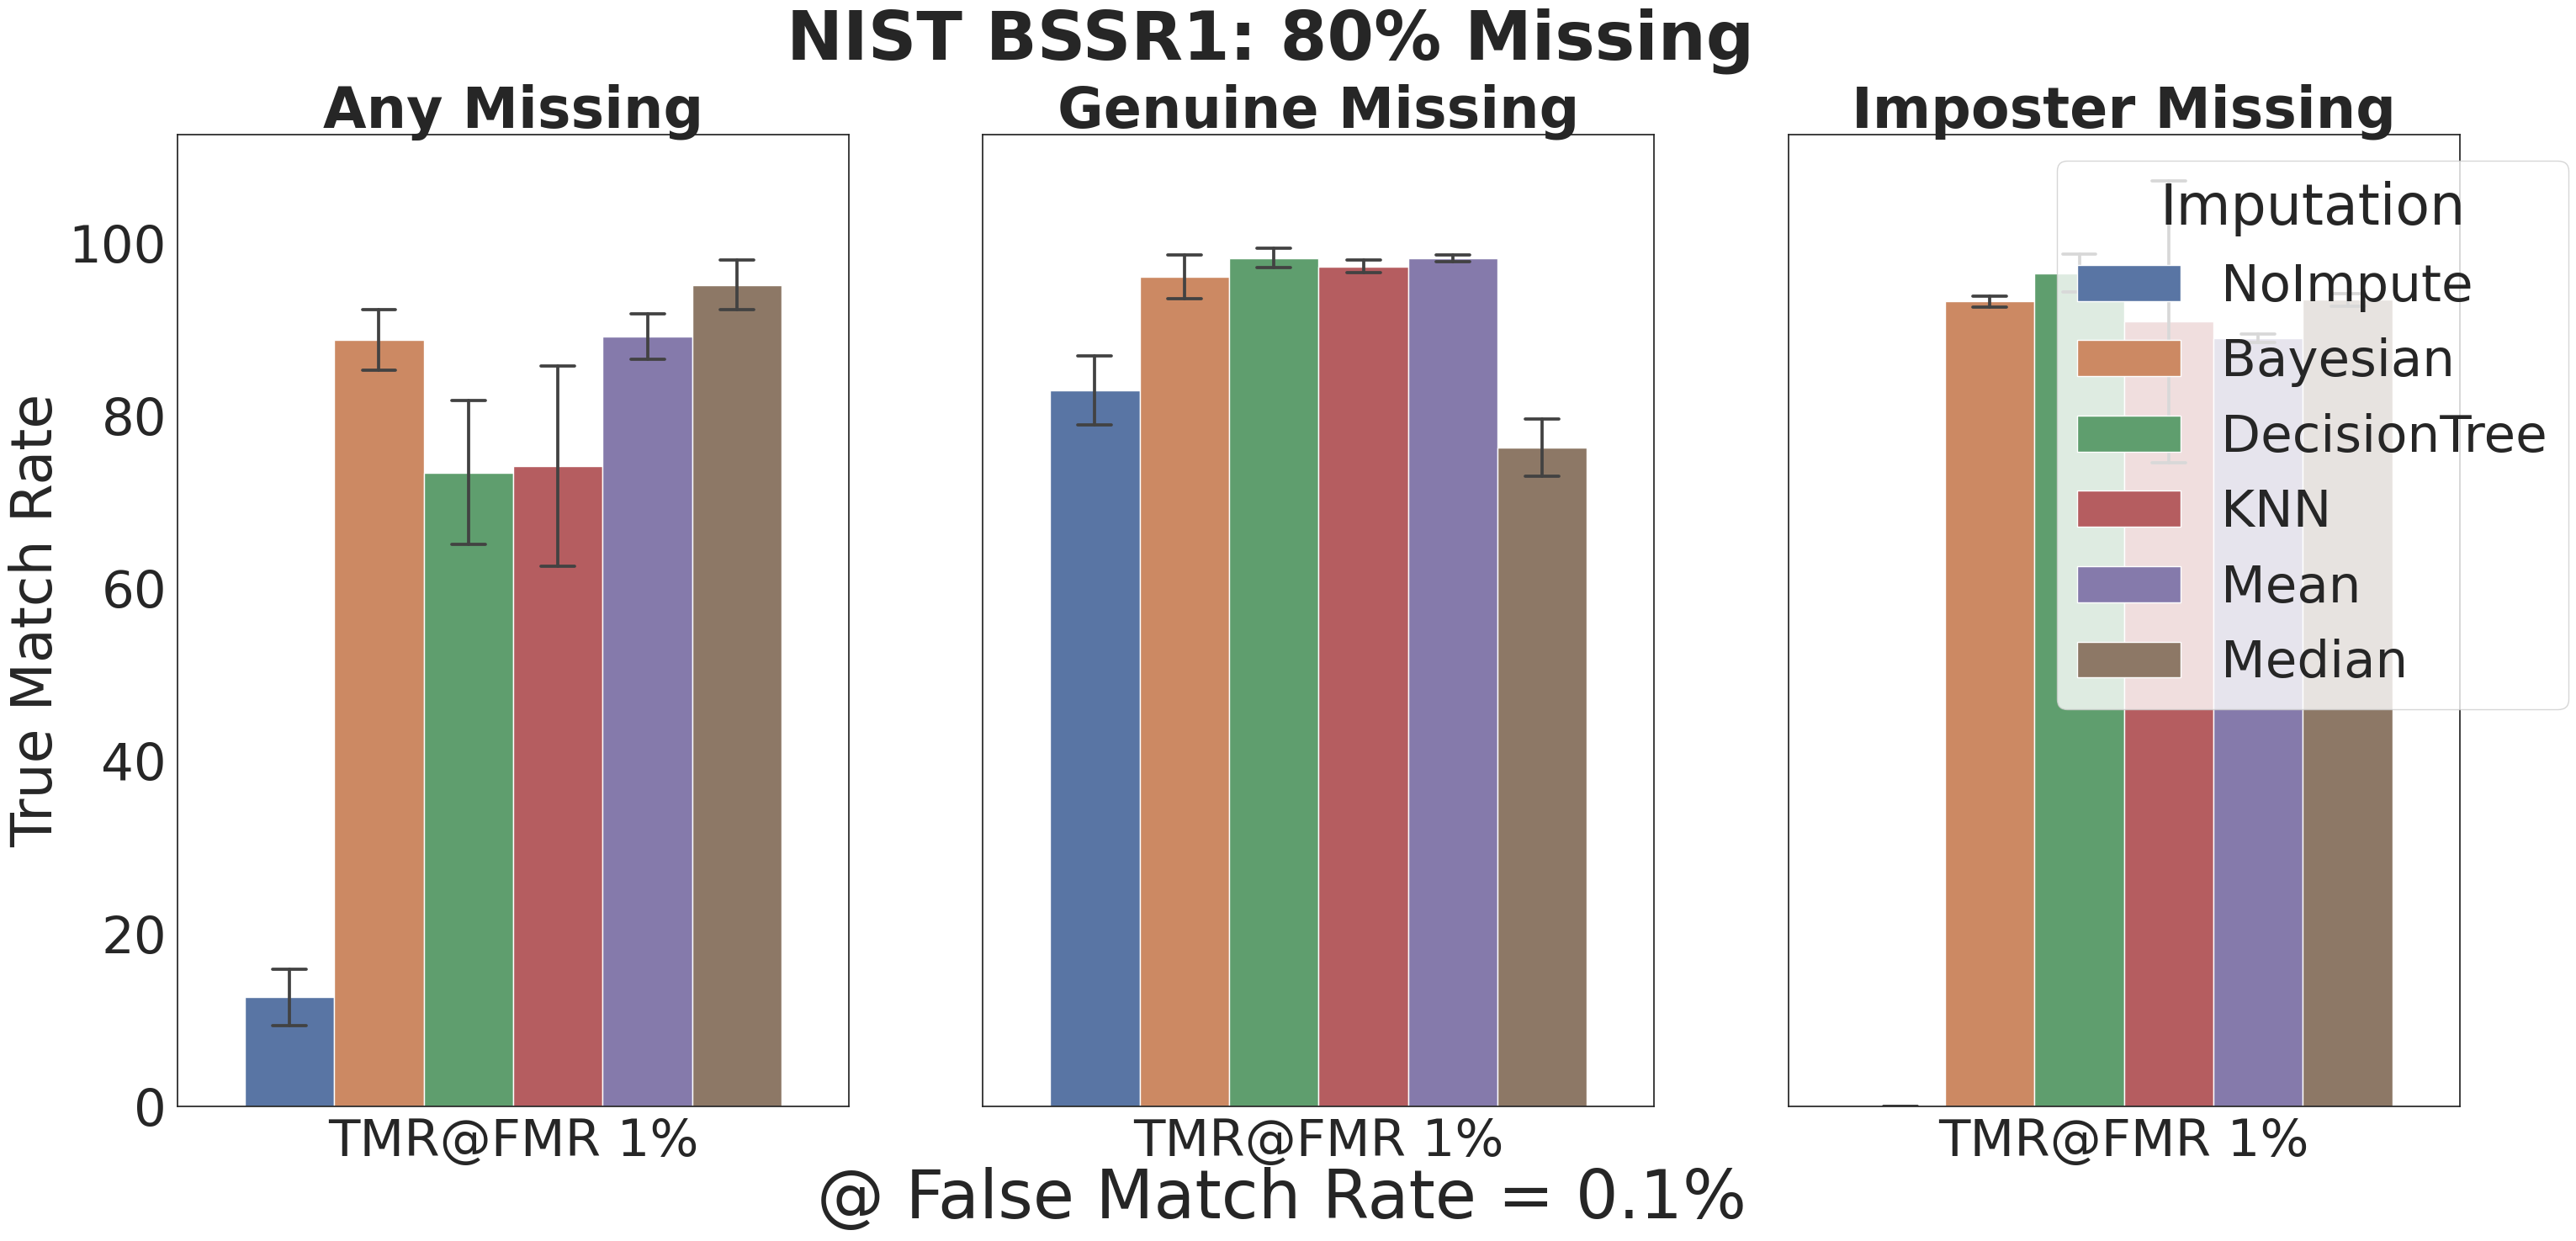 NIST BSSR1: 80% Missing
Any Missing
Genuine Missing
Imposter Missing
True Match Rate
100
80
60
40
20
0
Imputation
NoImpute
Bayesian
DecisionTree
KNN
Mean
Median
TMR@FMR 1%
TMR@FMR 1%
TMR@FMR 1%
@ False Match Rate = 0.1%